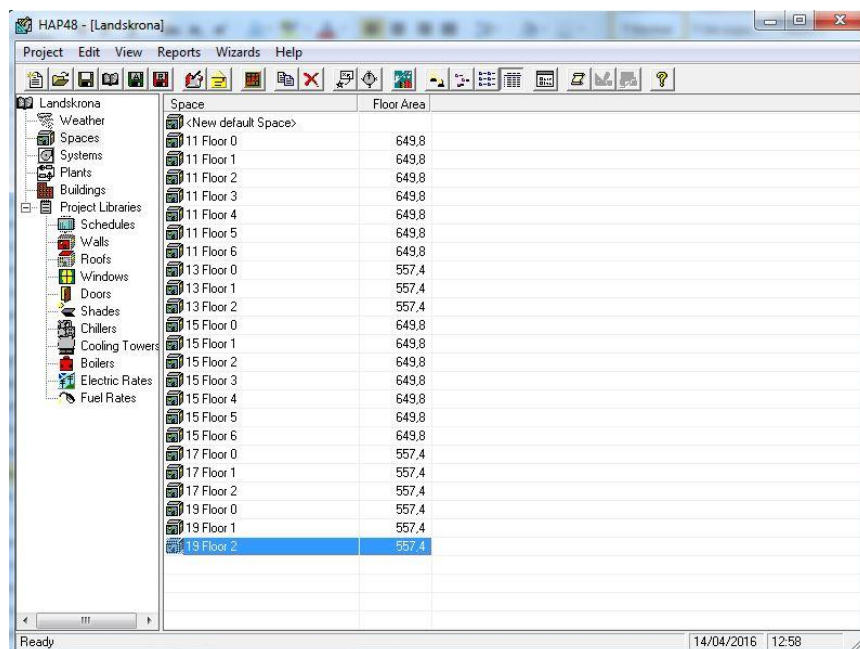 HAP48 - [Landskrona]
Project Edit View Reports Wizards Help
Landskrona
Weather
Spaces
Systems
Plants
Buildings
Project Libraries
Schedules
Walls
Roofs
Windows
Doors
Shades
Chillers
Cooling Towers
Boilers
Electric Rates
Fuel Rates
Space Floor Area
<New default Space>
11 Floor 0 649,8
11 Floor 1 649,8
11 Floor 2 649,8
11 Floor 3 649,8
11 Floor 4 649,8
11 Floor 5 649,8
11 Floor 6 649,8
13 Floor 0 557,4
13 Floor 1 557,4
13 Floor 2 557,4
15 Floor 0 649,8
15 Floor 1 649,8
15 Floor 2 649,8
15 Floor 3 649,8
15 Floor 4 649,8
15 Floor 5 649,8
15 Floor 6 649,8
17 Floor 0 557,4
17 Floor 1 557,4
17 Floor 2 557,4
19 Floor 0 557,4
19 Floor 1 557,4
19 Floor 2 557,4
Ready 14/04/2016 12:58